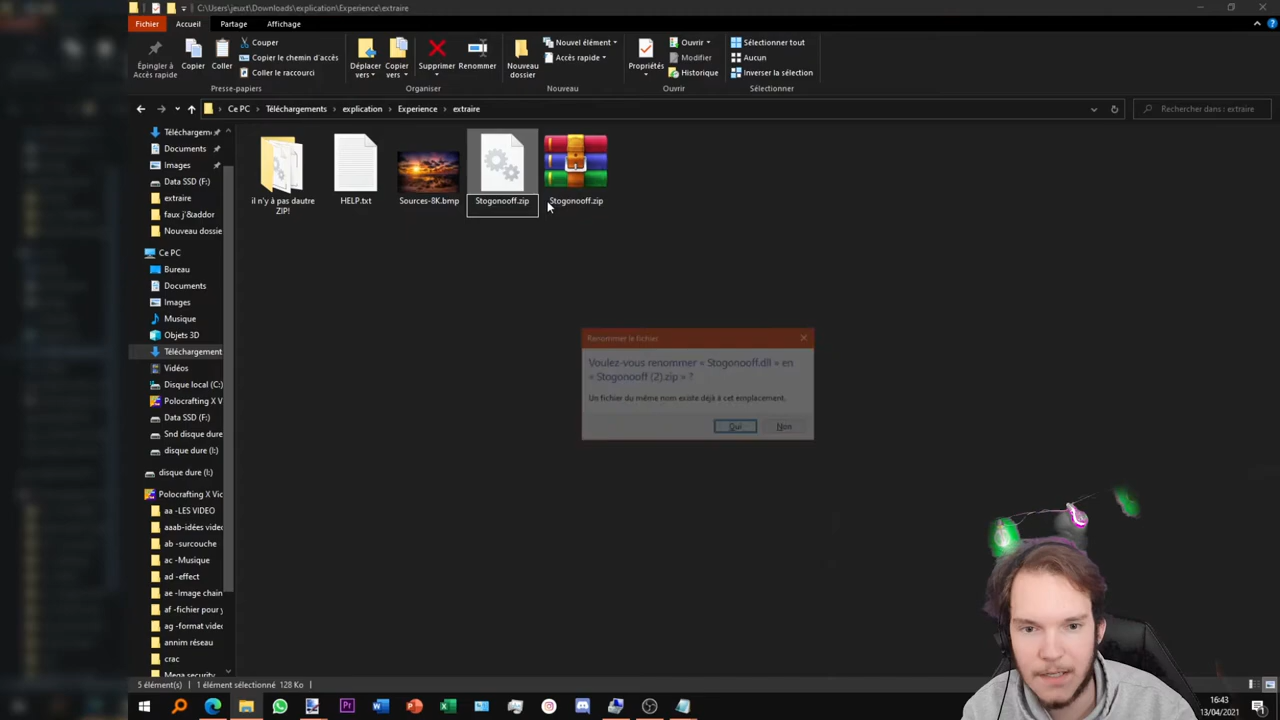 C:\Users\jeuxt\Downloads\explication\Experience\extraire
Fichier
Accueil
Partage
Affichage
Épingler à
Accès rapide
Copier
Coller
Couper
Copier le chemin d'accès
Coller le raccourci
Presse-papiers
Déplacer
vers
Copier
vers
Supprimer
Renommer
Organiser
Nouveau
dossier
Nouvel élément
Accès rapide
Nouveau
Propriétés
Ouvrir
Modifier
Historique
Ouvrir
Sélectionner tout
Aucun
Inverser la sélection
Sélectionner
Ce PC > Téléchargements > explication > Experience > extraire
Rechercher dans : extraire
Téléchargem
Documents
Images
Data SSD (F:)
extraire
faux j'&addor
Nouveau dossie
Ce PC
Bureau
Documents
Images
Musique
Objets 3D
Téléchargement
Vidéos
Disque local (C:)
Polocrafting X V
Data SSD (F:)
Snd disque dure
disque dure (I:)
disque dure (I:)
Polocrafting X Vic
aa -LES VIDEO
aaab-idées video
ab -surcouche
ac -Musique
ad -effect
ae -Image chain
af -fichier pour y
ag -format video
annim réseau
crac
Mega security
il n'y à pas dautre
ZIP!
HELP.txt
Sources-8K.bmp
Stogonooff.zip
Stogonooff.zip
Renommer le fichier
Voulez-vous renommer « Stogonooff.dll » en
« Stogonooff (2).zip » ?
Un fichier du même nom existe déjà à cet emplacement.
Oui
Non
5 élément(s)
1 élément sélectionné 128 Ko
16:43
13/04/2021